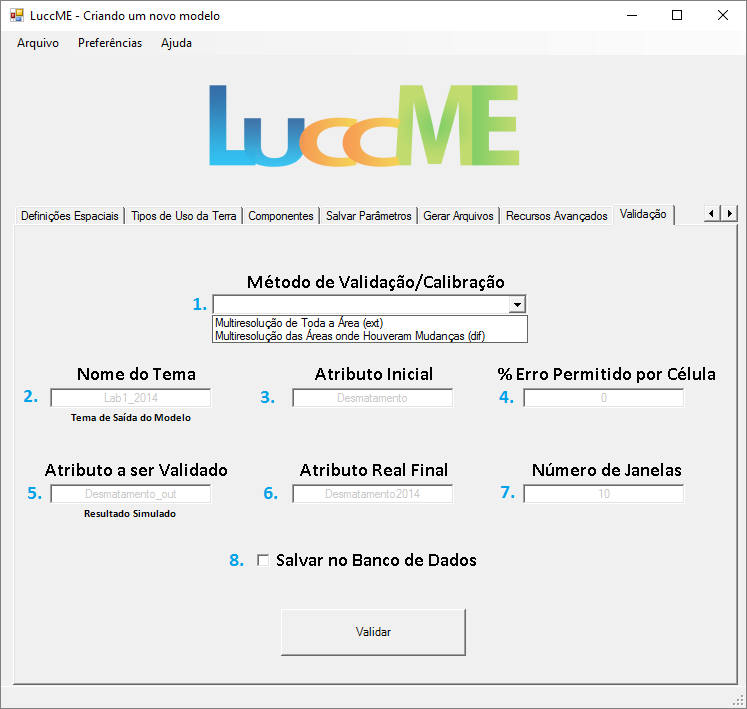 LuccME - Criando um novo modelo
Arquivo Preferências Ajuda
LuccME
Definições Espaciais Tipos de Uso da Terra Componentes Salvar Parâmetros Gerar Arquivos Recursos Avançados Validação
Método de Validação/Calibração
1.
Multiresolução de Toda a Área (ext)
Multiresolução das Áreas onde Houveram Mudanças (dif)
Nome do Tema Atributo Inicial % Erro Permitido por Célula
2. Lab1_2014 3. Desmatamento 4. 0
Tema de Saída do Modelo
Atributo a ser Validado Atributo Real Final Número de Janelas
5. Desmatamento_out 6. Desmatamento2014 7. 10
Resultado Simulado
8. Salvar no Banco de Dados
Validar